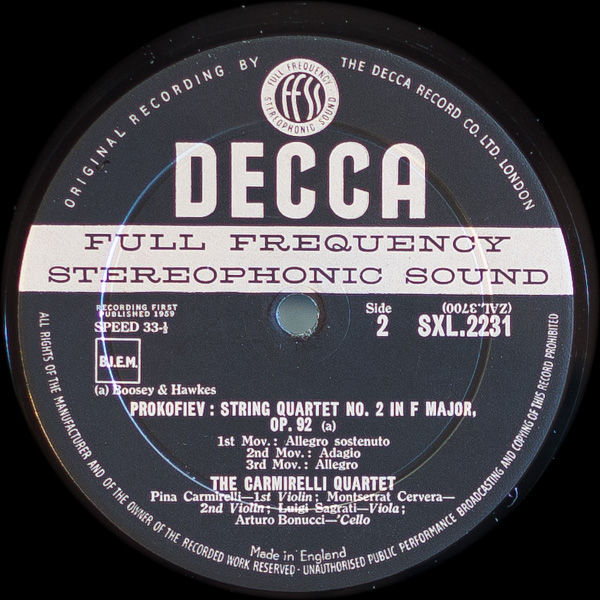 ORIGINAL RECORDING BY THE DECCA RECORD CO. LTD. LONDON
FULL FREQUENCY
ffss
STEREOPHONIC SOUND
DECCA
FULL FREQUENCY
STEREOPHONIC SOUND
RECORDING FIRST
PUBLISHED 1959
SPEED 33-⅓
Side
2
(ZAL.3700)
SXL.2231
B.I.E.M.
(a) Boosey & Hawkes
PROKOFIEV : STRING QUARTET NO. 2 IN F MAJOR,
OP. 92 (a)
1st Mov.: Allegro sostenuto
2nd Mov.: Adagio
3rd Mov.: Allegro
THE CARMIRELLI QUARTET
Pina Carmirelli—1st Violin; Montserrat Cervera—
2nd Violin; Luigi Sagrati—Viola;
Arturo Bonucci—'Cello
Made in England
ALL RIGHTS OF THE MANUFACTURER AND OF THE OWNER OF THE RECORDED WORK RESERVED - UNAUTHORISED PUBLIC PERFORMANCE BROADCASTING AND COPYING OF THIS RECORD PROHIBITED